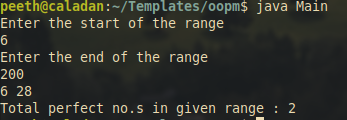 peeth@caladan:~/Templates/oopm$ java Main
Enter the start of the range
6
Enter the end of the range
200
6 28
Total perfect no.s in given range : 2